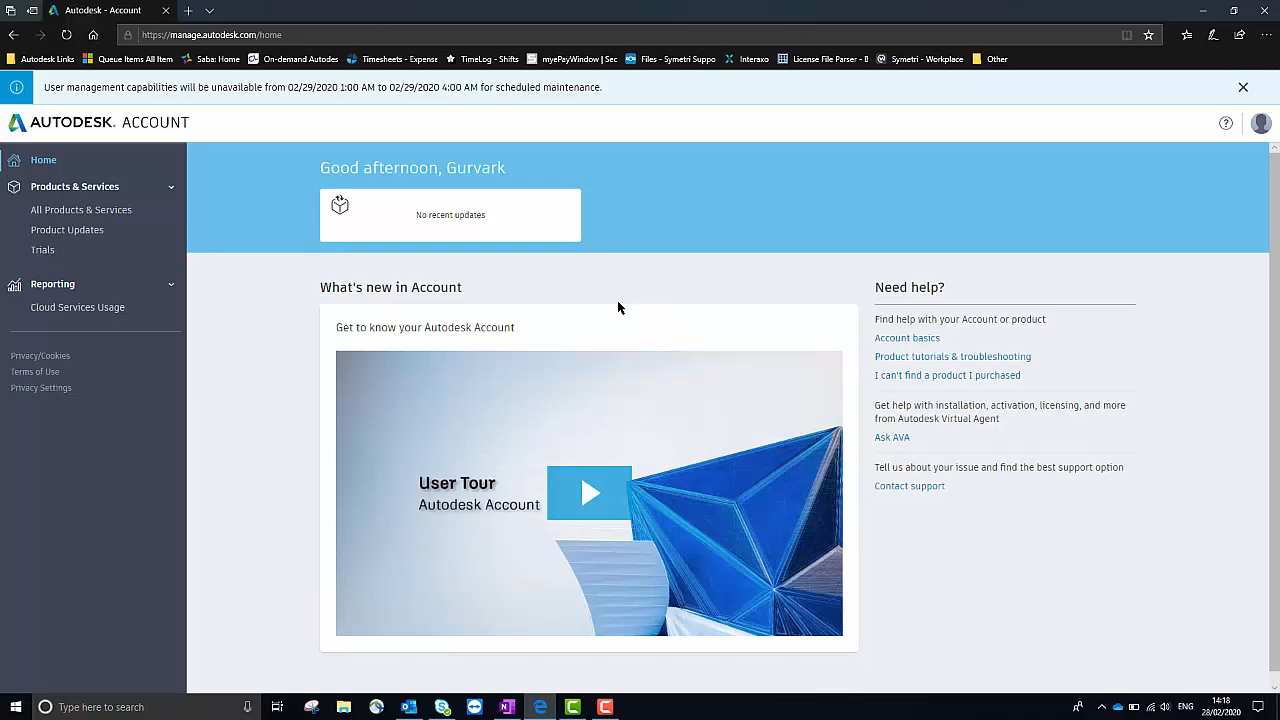 Autodesk - Account
https://manage.autodesk.com/home
Autodesk Links
Queue Items All Item
Saba: Home
demand Autodes
Timesheets - Expense
TimeLog - Shifts
myePayWindow | Sec
Files - Symetri Suppo
Interaxo
License File Parser - B
Symetri - Workplace
Other
User management capabilities will be unavailable from 02/29/2020 1:00 AM to 02/29/2020 4:00 AM for scheduled maintenance.
AUTODESK. ACCOUNT
Home
Products & Services
All Products & Services
Product Updates
Trials
Reporting
Cloud Services Usage
Privacy/Cookies
Terms of Use
Privacy Settings
Good afternoon, Gurvark
No recent updates
What's new in Account
Get to know your Autodesk Account
User Tour
Autodesk Account
Need help?
Find help with your Account or product
Account basics
Product tutorials & troubleshooting
I can't find a product I purchased
Get help with installation, activation, licensing, and more
from Autodesk Virtual Agent
Ask AVA
Tell us about your issue and find the best support option
Contact support
Type here to search
ENG
14:18
28/02/2020